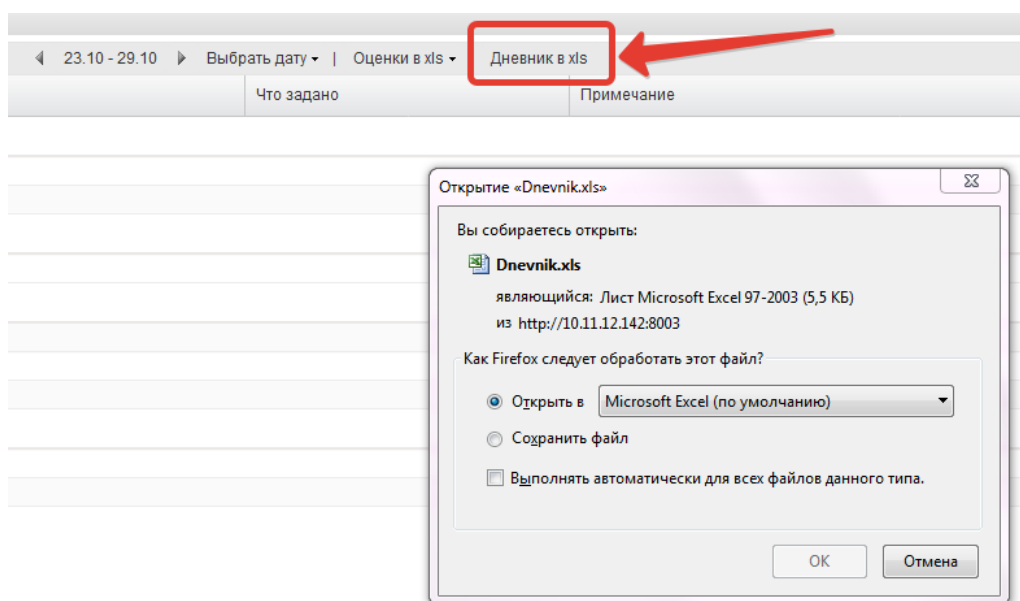 23.10 - 29.10 Выбрать дату | Оценки в xls Дневник в xls
Что задано Примечание
Открытие «Dnevnik.xls»
Вы собираетесь открыть:
Dnevnik.xls
являющийся: Лист Microsoft Excel 97-2003 (5,5 КБ)
из http://10.11.12.142:8003
Как Firefox следует обработать этот файл?
Открыть в Microsoft Excel (по умолчанию)
Сохранить файл
Выполнять автоматически для всех файлов данного типа.
ОК Отмена